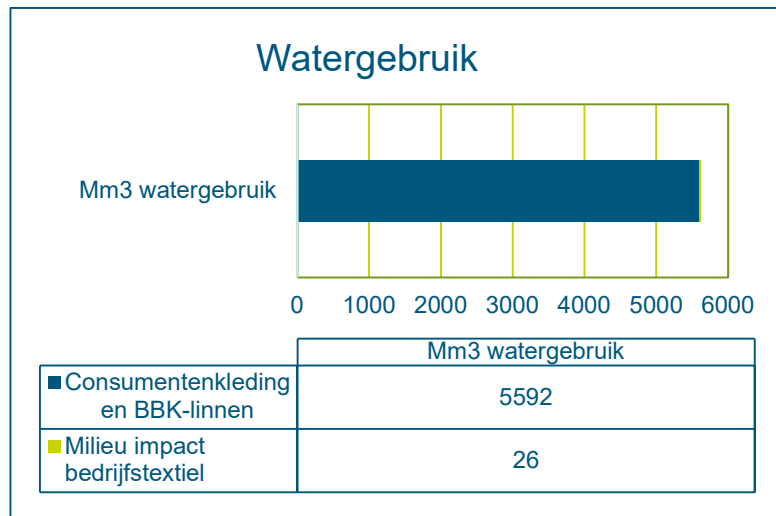 Watergebruik
Mm3 watergebruik
0 1000 2000 3000 4000 5000 6000
Mm3 watergebruik
Consumentenkleding
en BBK-linnen
5592
Milieu impact
bedrijfstextiel
26